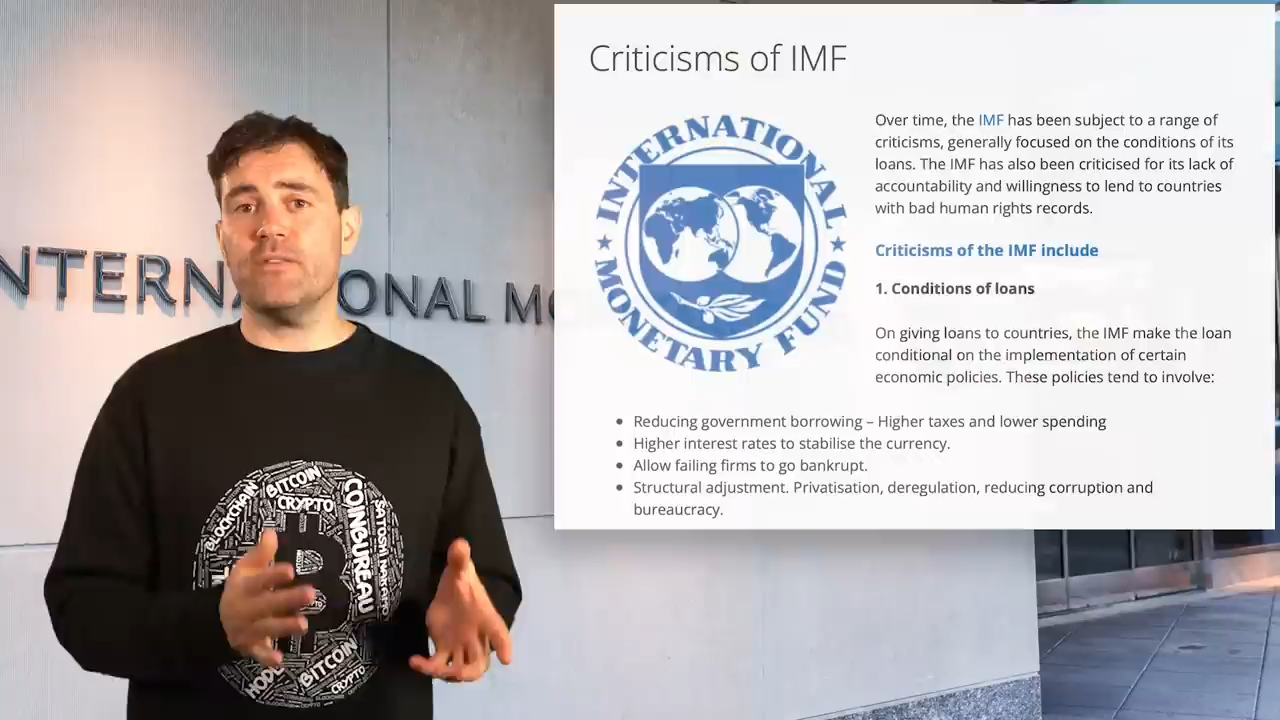 Criticisms of IMF
INTERNATIONAL
MONETARY FUND
Over time, the IMF has been subject to a range of
criticisms, generally focused on the conditions of its
loans. The IMF has also been criticised for its lack of
accountability and willingness to lend to countries
with bad human rights records.
Criticisms of the IMF include
1. Conditions of loans
On giving loans to countries, the IMF make the loan
conditional on the implementation of certain
economic policies. These policies tend to involve:
Reducing government borrowing – Higher taxes and lower spending
Higher interest rates to stabilise the currency.
Allow failing firms to go bankrupt.
Structural adjustment. Privatisation, deregulation, reducing corruption and
bureaucracy.
NTERNA ONAL MO
BLOCKCHAIN
BITCOIN
CRYPTO
COINBUREAU
SATOSHI NAKAMO
HODL
BITCOIN
CRYPTO